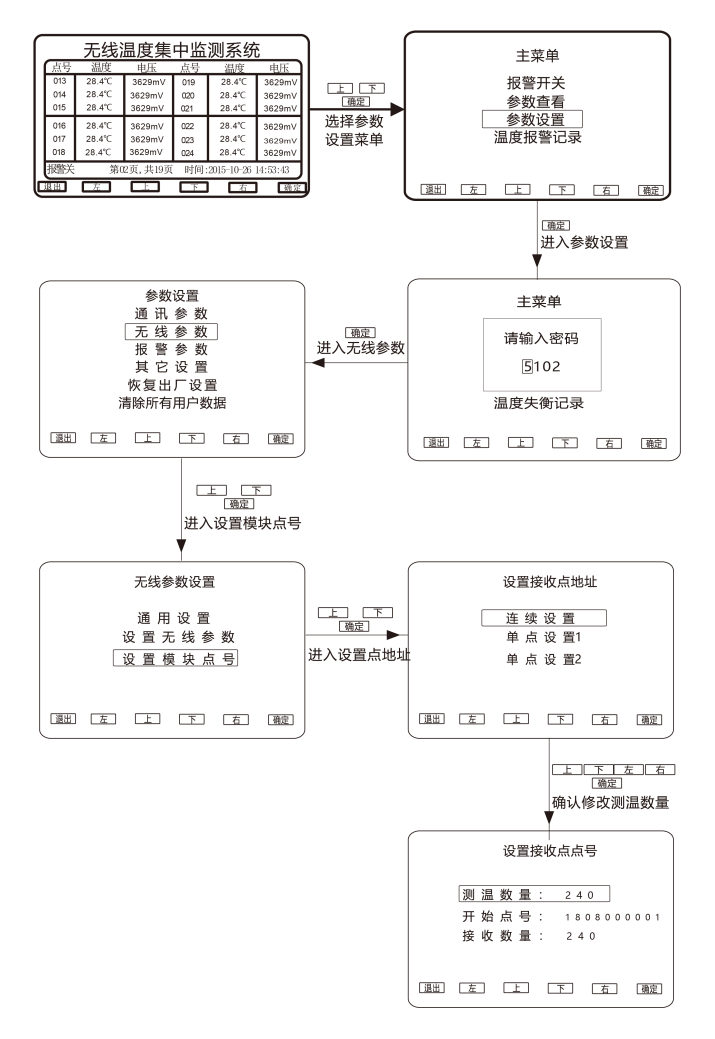 无线温度集中监测系统
点号 温度 电压 点号 温度 电压
013 28.4℃ 3629mV 019 28.4℃ 3629mV
014 28.4℃ 3629mV 020 28.4℃ 3629mV
015 28.4℃ 3629mV 021 28.4℃ 3629mV
016 28.4℃ 3629mV 022 28.4℃ 3629mV
017 28.4℃ 3629mV 023 28.4℃ 3629mV
018 28.4℃ 3629mV 024 28.4℃ 3629mV
报警关 第02页,共19页 时间:2015-10-26 14:53:43
退出 左 上 下 右 确定
上 下
确定
选择参数
设置菜单
主菜单
报警开关
参数查看
参数设置
温度报警记录
退出 左 上 下 右 确定
确定
进入参数设置
主菜单
请输入密码
5102
温度失衡记录
退出 左 上 下 右 确定
确定
进入无线参数
参数设置
通讯参数
无线参数
报警参数
其它设置
恢复出厂设置
清除所有用户数据
退出 左 上 下 右 确定
上 下
确定
进入设置模块点号
无线参数设置
通用设置
设置无线参数
设置模块点号
退出 左 上 下 右 确定
上 下
确定
进入设置点地址
设置接收点地址
连续设置
单点设置1
单点设置2
退出 左 上 下 右 确定
上 下 左 右
确定
确认修改测温数量
设置接收点点号
测温数量: 240
开始点号: 1808000001
接收数量: 240
退出 左 上 下 右 确定